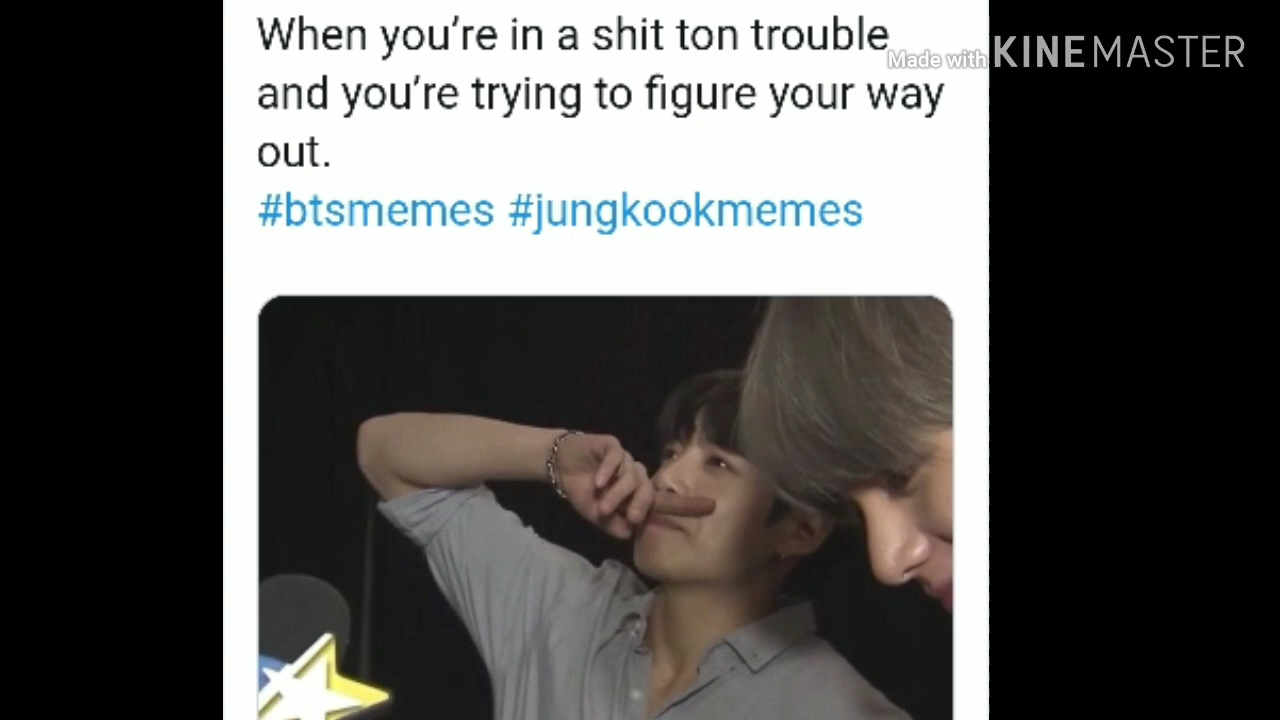 When you’re in a shit ton trouble
Made with KINEMASTER
and you’re trying to figure your way
out.
#btsmemes #jungkookmemes